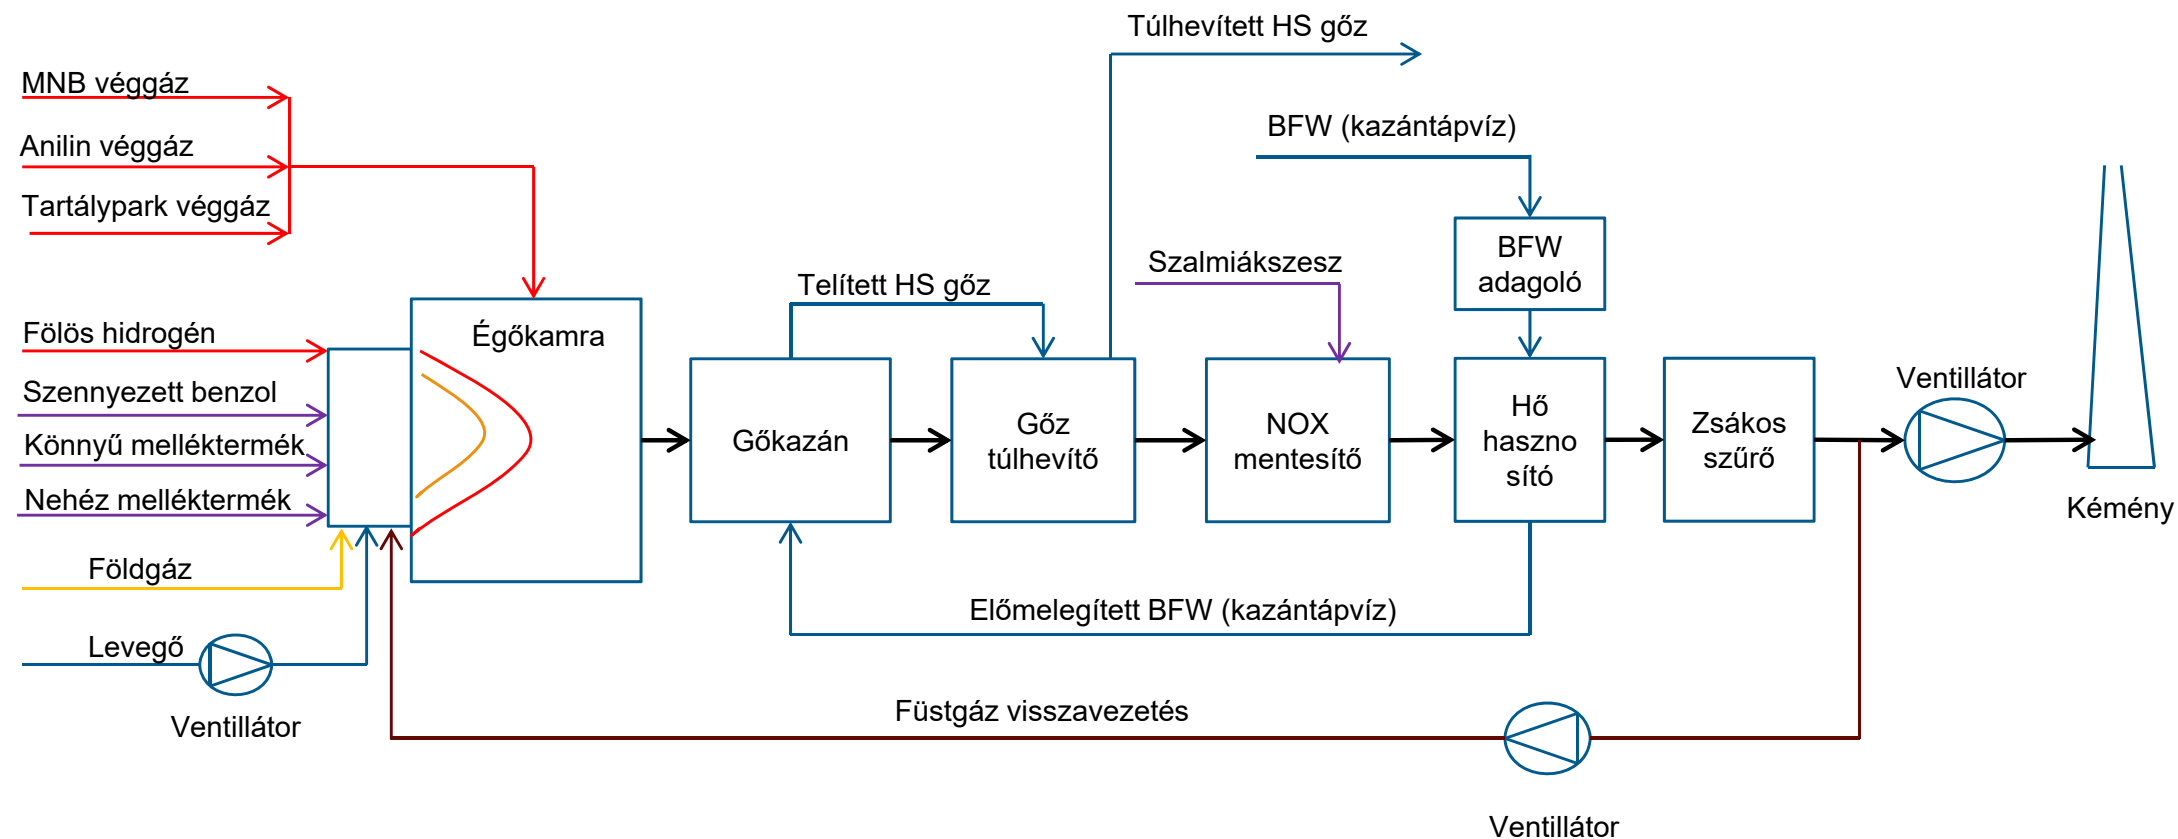 Túlhevített HS gőz
MNB véggáz
Anilin véggáz
Tartálypark véggáz
BFW (kazántápvíz)
BFW
adagoló
Szalmiákszesz
Telített HS gőz
Fölös hidrogén
Szennyezett benzol
Könnyű melléktermék
Nehéz melléktermék
Földgáz
Levegő
Ventillátor
Égőkamra
Gőkazán
Gőz
túlhevítő
NOX
mentesítő
Hő
haszno
sító
Zsákos
szűrő
Ventillátor
Kémény
Előmelegített BFW (kazántápvíz)
Füstgáz visszavezetés
Ventillátor